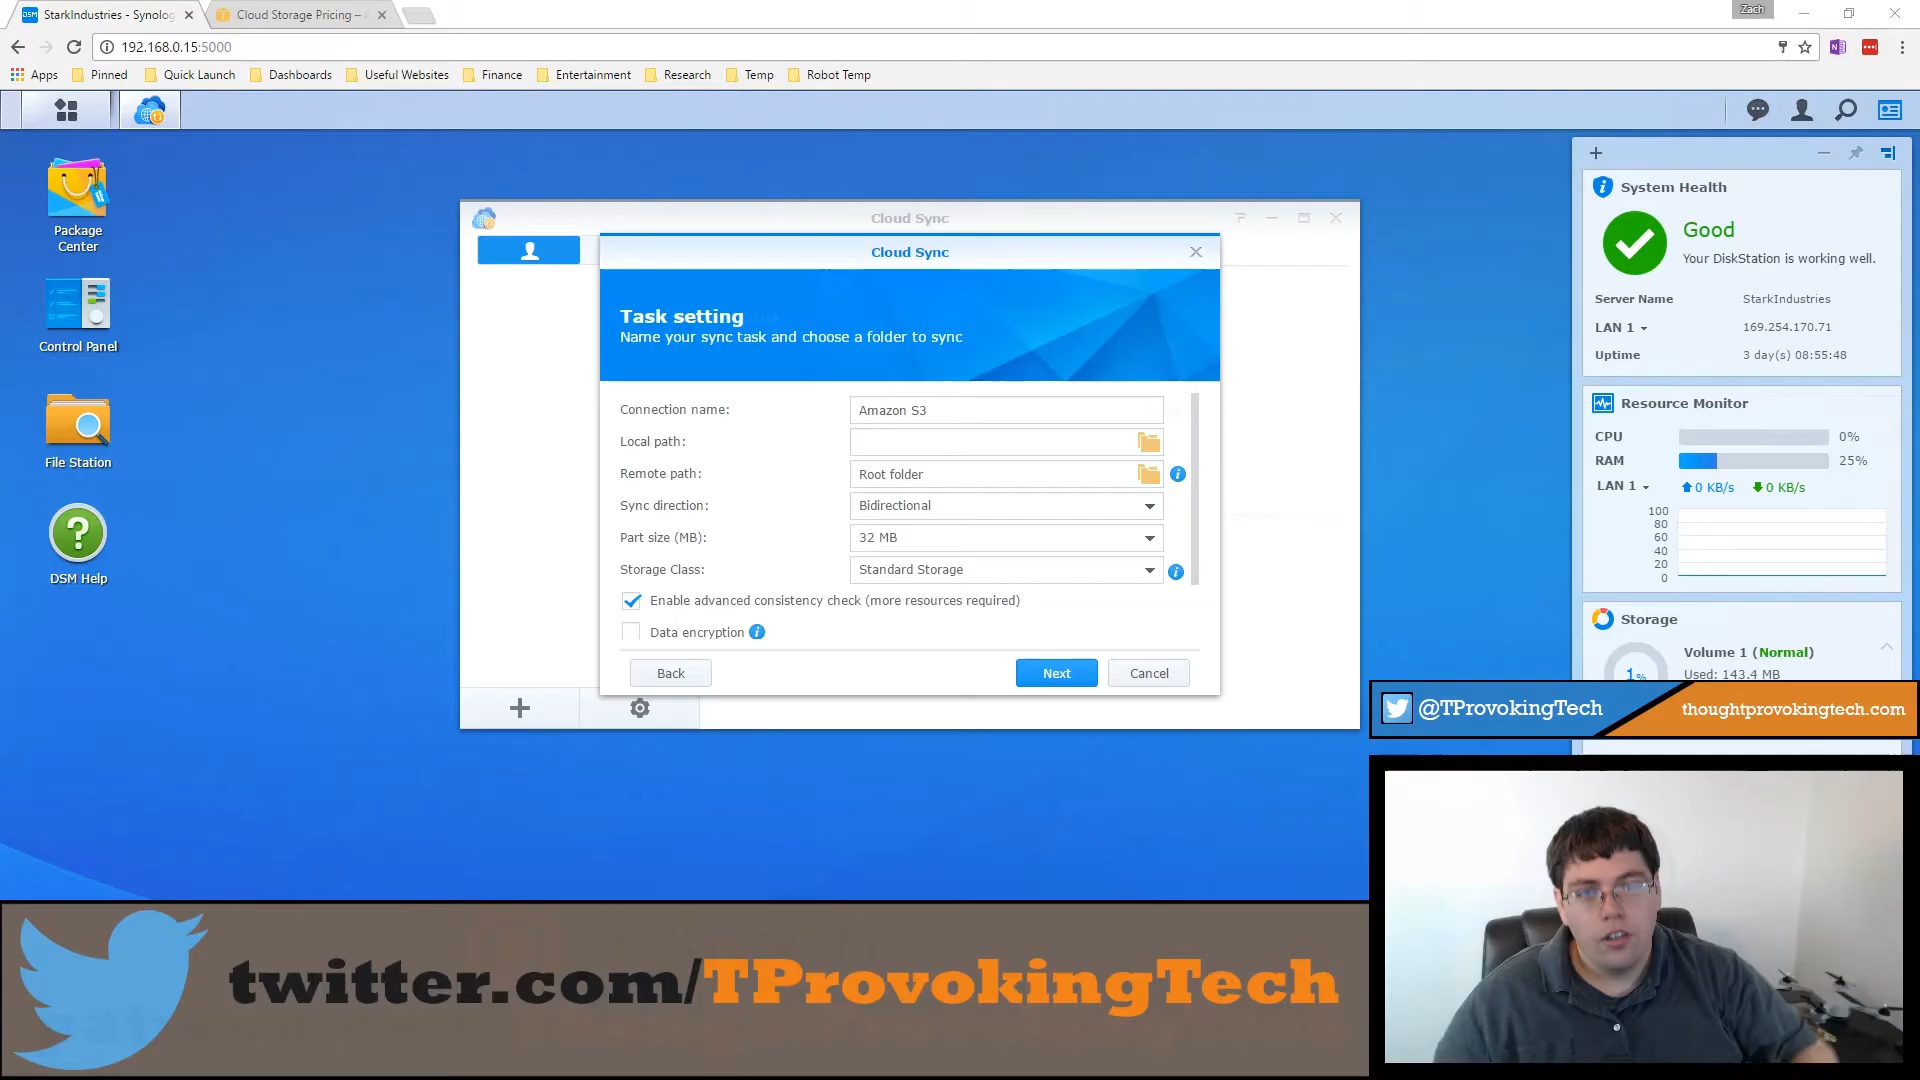 StarkIndustries - Synolog
Cloud Storage Pricing –
Zach
192.168.0.15:5000
Apps
Pinned
Quick Launch
Dashboards
Useful Websites
Finance
Entertainment
Research
Temp
Robot Temp
Package
Center
Control Panel
File Station
DSM Help
Cloud Sync
Cloud Sync
Task setting
Name your sync task and choose a folder to sync
Connection name: Amazon S3
Local path:
Remote path: Root folder
Sync direction: Bidirectional
Part size (MB): 32 MB
Storage Class: Standard Storage
Enable advanced consistency check (more resources required)
Data encryption
Back Next Cancel
System Health
Good
Your DiskStation is working well.
Server Name StarkIndustries
LAN 1 169.254.170.71
Uptime 3 day(s) 08:55:48
Resource Monitor
CPU 0%
RAM 25%
LAN 1 0 KB/s 0 KB/s
100
80
60
40
20
0
Storage
Volume 1 (Normal)
1%
Used: 143.4 MB
@TProvokingTech
thoughtprovokingtech.com
twitter.com/TProvokingTech